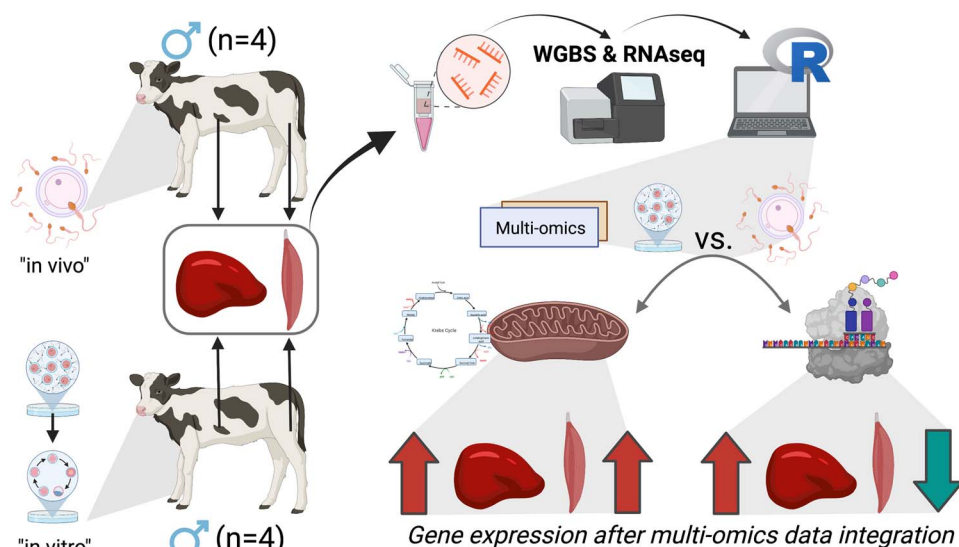 (n=4)
WGBS & RNAseq
R
"in vivo"
Multi-omics
vs.
Krebs Cycle
"in vitro"
(n=4)
Gene expression after multi-omics data integration